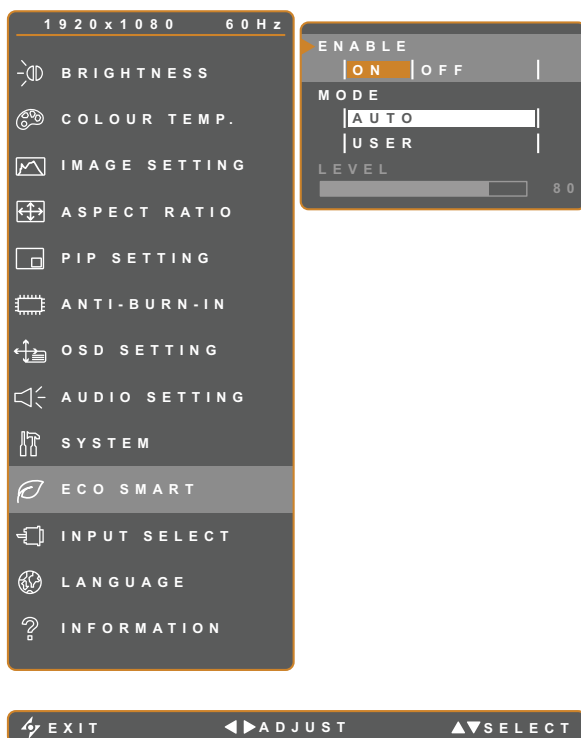 1920x1080 60Hz
BRIGHTNESS
COLOUR TEMP.
IMAGE SETTING
ASPECT RATIO
PIP SETTING
ANTI-BURN-IN
OSD SETTING
AUDIO SETTING
SYSTEM
ECO SMART
INPUT SELECT
LANGUAGE
INFORMATION
ENABLE
ON OFF
MODE
AUTO
USER
LEVEL
80
EXIT ADJUST SELECT